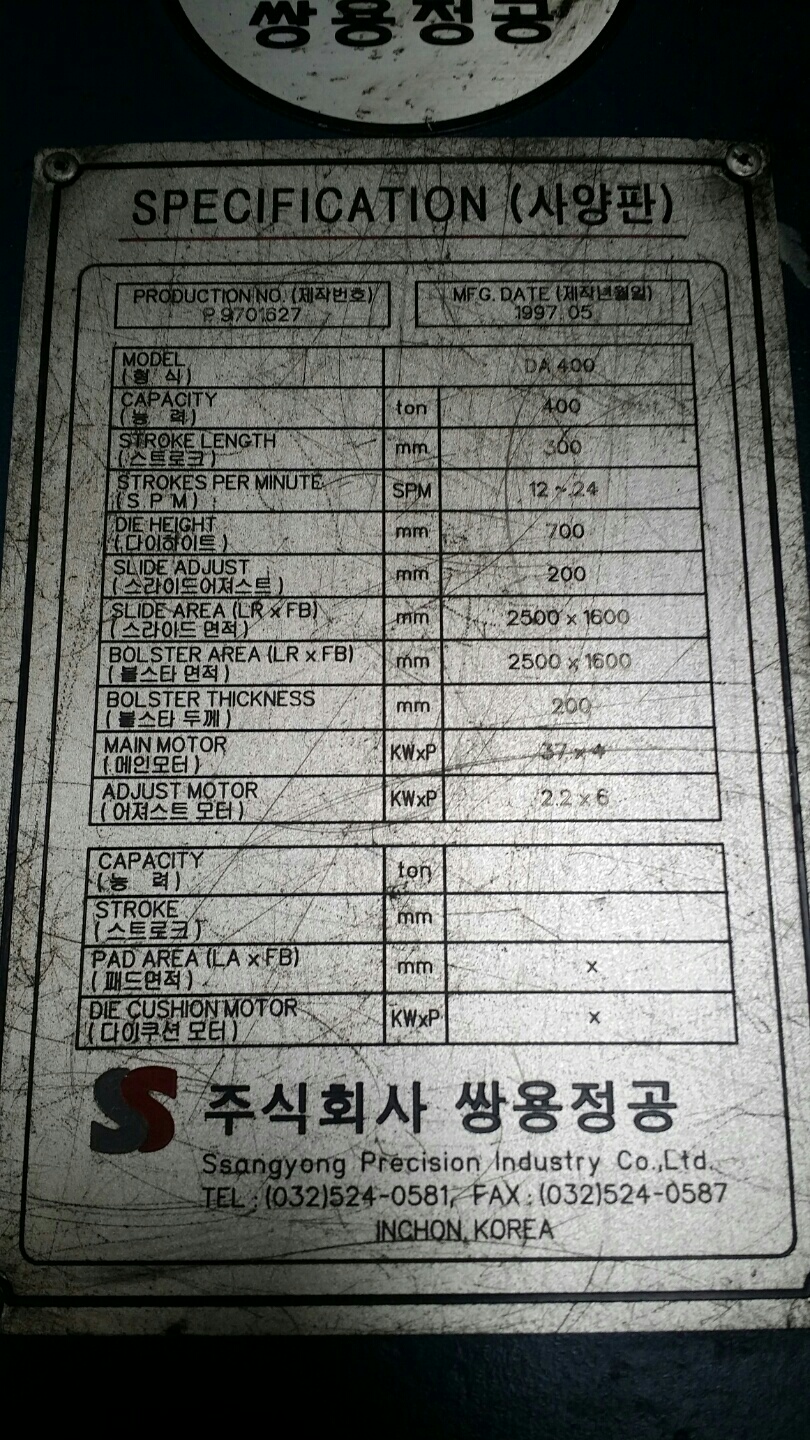 쌍용정공
SPECIFICATION (사양판)
PRODUCTION NO. (제작번호)
P 9701627
MFG. DATE (제작년월일)
1997. 05
MODEL
(형 식)
DA 400
CAPACITY
(능 력)
ton
400
STROKE LENGTH
(스트로크)
mm
300
STROKES PER MINUTE
(S P M)
SPM
12 ~ 24
DIE HEIGHT
(다이하이트)
mm
700
SLIDE ADJUST
(스라이드어져스트)
mm
200
SLIDE AREA (LR x FB)
(스라이드 면적)
mm
2500 x 1600
BOLSTER AREA (LR x FB)
(볼스타 면적)
mm
2500 x 1600
BOLSTER THICKNESS
(볼스타 두께)
mm
200
MAIN MOTOR
(메인모터)
KWxP
37 x 4
ADJUST MOTOR
(어져스트 모터)
KWxP
2.2 x 6
CAPACITY
(능 력)
ton
STROKE
(스트로크)
mm
PAD AREA (LA x FB)
(패드면적)
mm
x
DIE CUSHION MOTOR
(다이쿠션 모터)
KWxP
x
SS 주식회사 쌍용정공
Ssangyong Precision Industry Co.,Ltd.
TEL : (032)524-0581, FAX : (032)524-0587
INCHON, KOREA